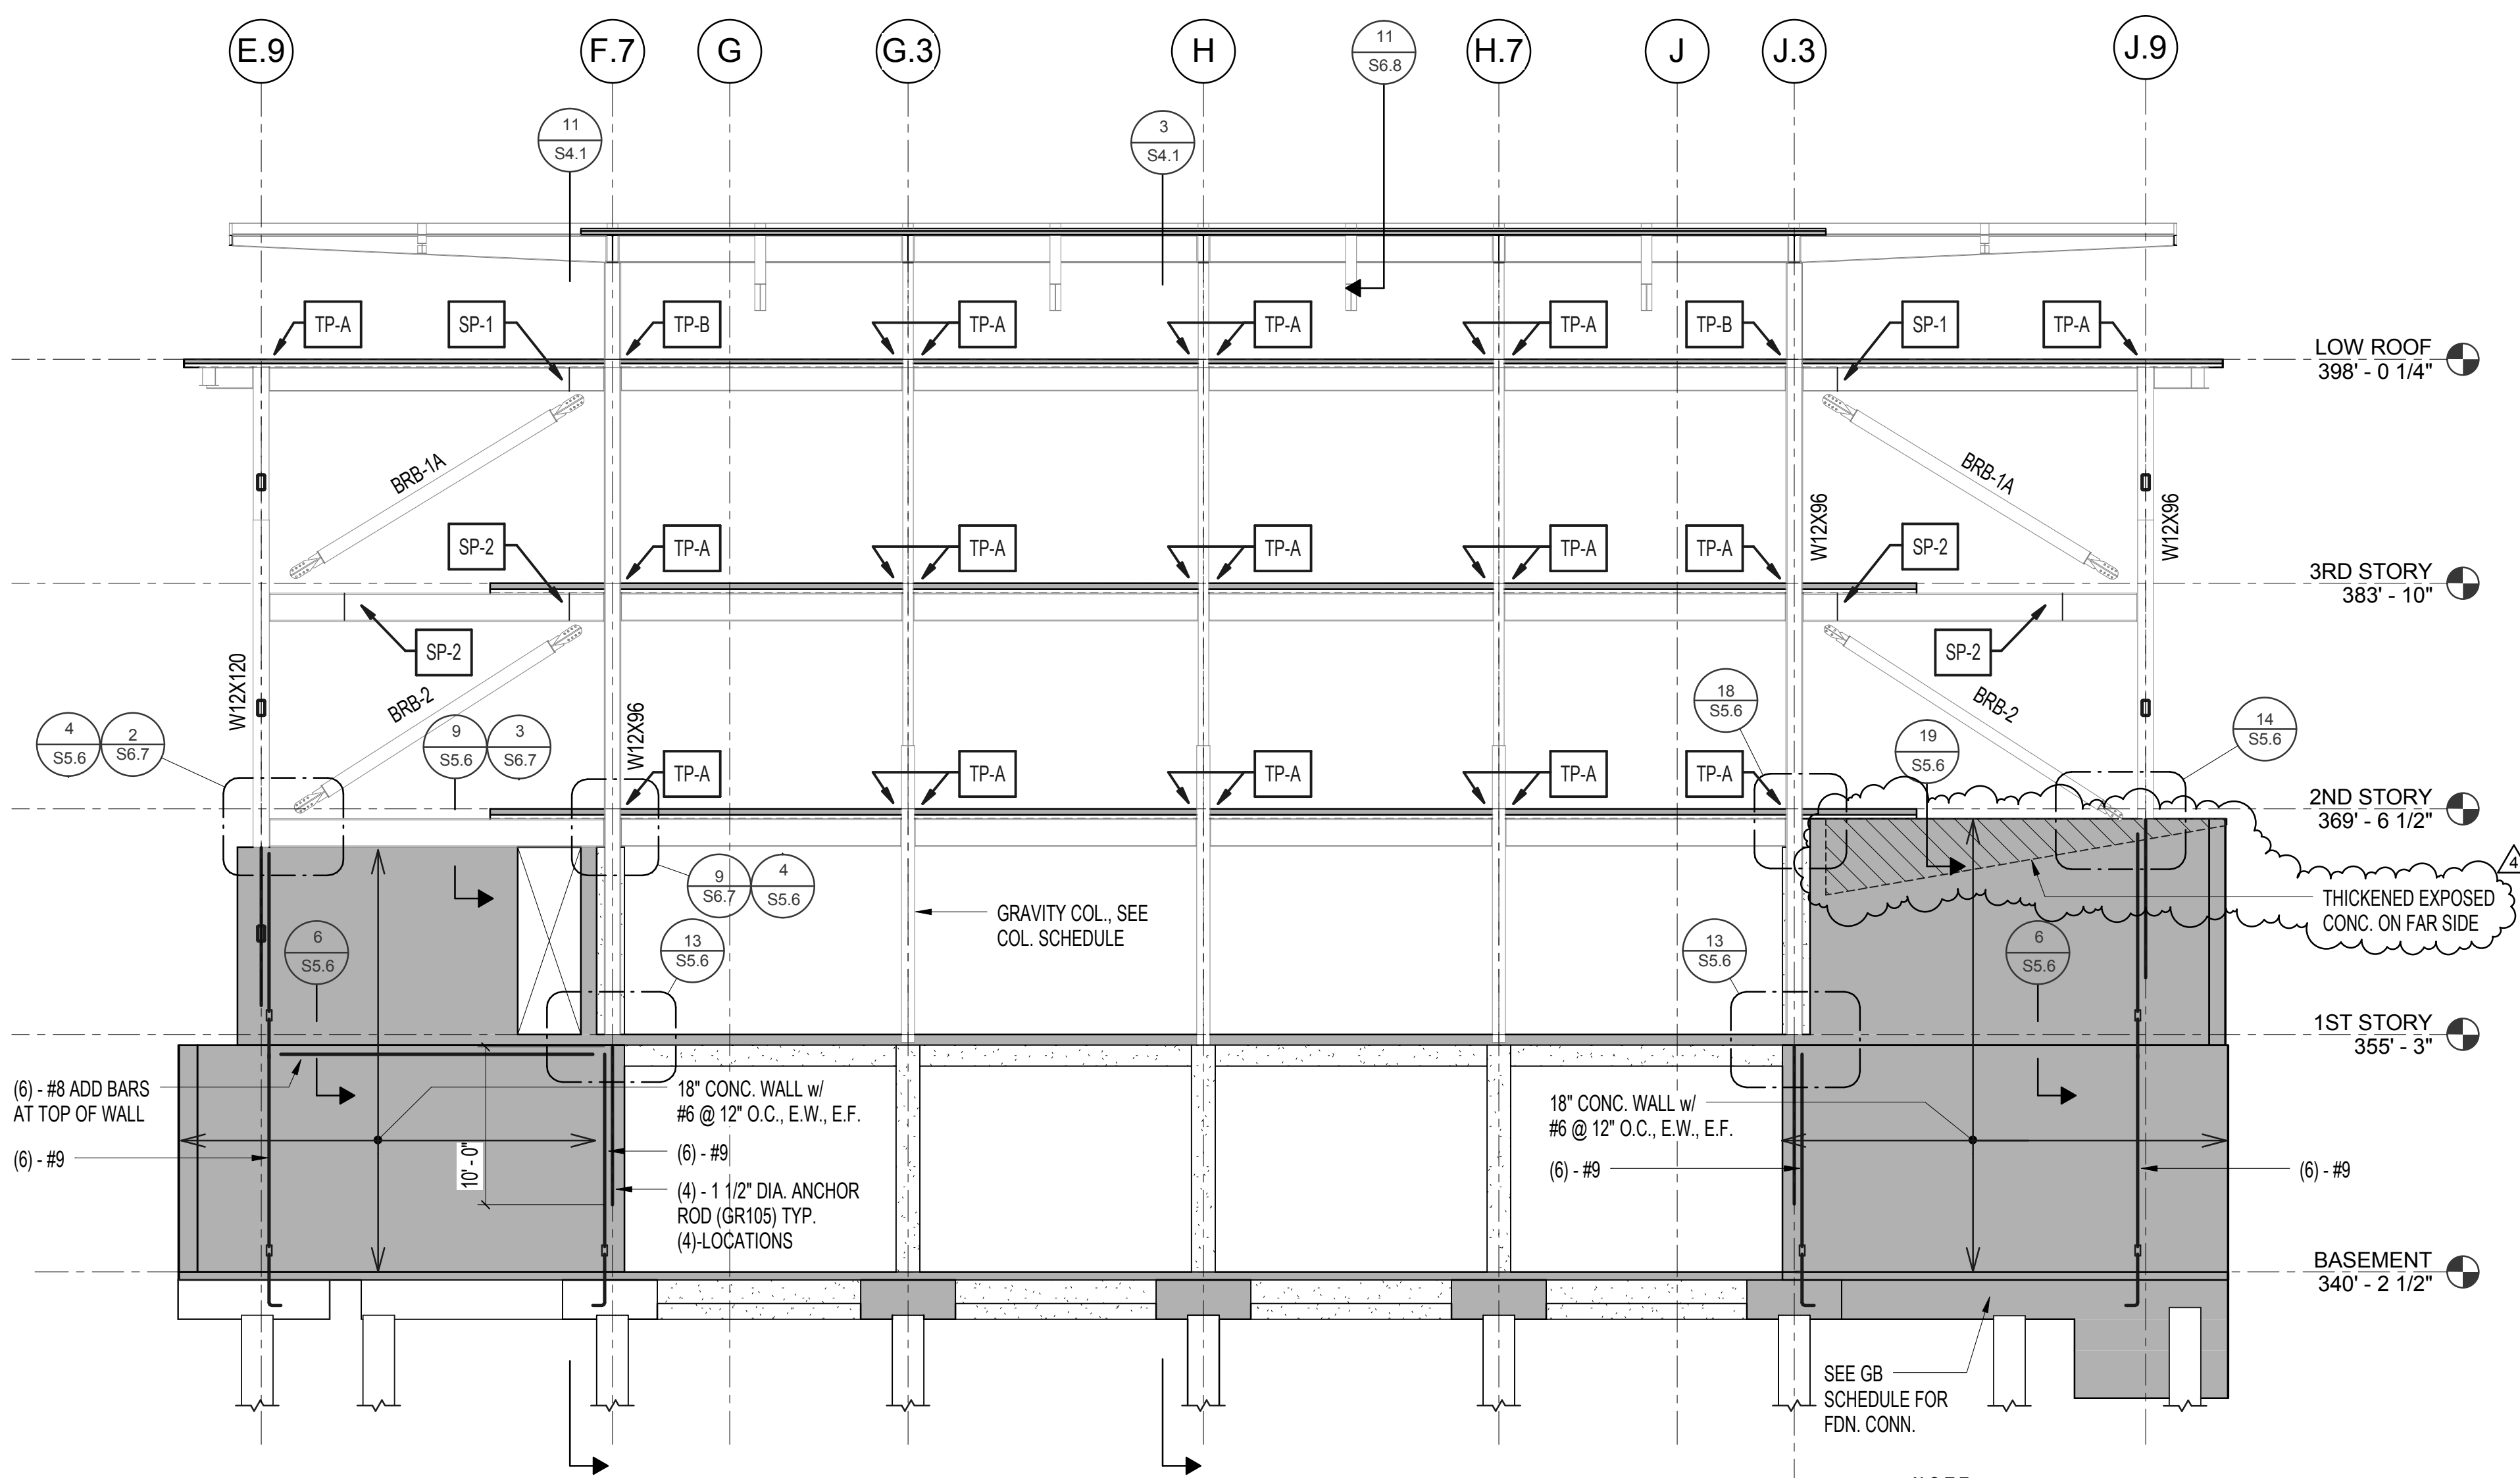 E.9
F.7
G
G.3
H
11
S6.8
H.7
J
J.3
J.9
11
S4.1
3
S4.1
TP-A
SP-1
TP-B
TP-A
TP-A
TP-A
TP-B
SP-1
TP-A
LOW ROOF
398' - 0 1/4"
BRB-1A
BRB-1A
W12X96
W12X96
SP-2
TP-A
TP-A
TP-A
TP-A
TP-A
SP-2
3RD STORY
383' - 10"
SP-2
SP-2
W12X120
BRB-2
W12X96
BRB-2
4
S5.6
2
S6.7
9
S5.6
3
S6.7
18
S5.6
19
S5.6
14
S5.6
TP-A
TP-A
TP-A
TP-A
TP-A
2ND STORY
369' - 6 1/2"
4
9
S6.7
4
S5.6
THICKENED EXPOSED
CONC. ON FAR SIDE
GRAVITY COL., SEE
COL. SCHEDULE
6
S5.6
13
S5.6
13
S5.6
6
S5.6
1ST STORY
355' - 3"
(6) - #8 ADD BARS
AT TOP OF WALL
(6) - #9
10' - 0"
18" CONC. WALL w/
#6 @ 12" O.C., E.W., E.F.
(6) - #9
(4) - 1 1/2" DIA. ANCHOR
ROD (GR105) TYP.
(4)-LOCATIONS
18" CONC. WALL w/
#6 @ 12" O.C., E.W., E.F.
(6) - #9
(6) - #9
BASEMENT
340' - 2 1/2"
SEE GB
SCHEDULE FOR
FDN. CONN.